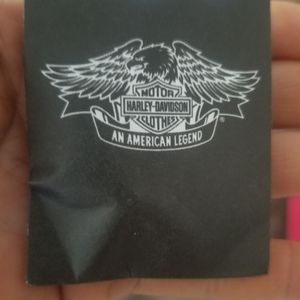 MOTOR
HARLEY-DAVIDSON
CLOTHES
AN AMERICAN LEGEND
®